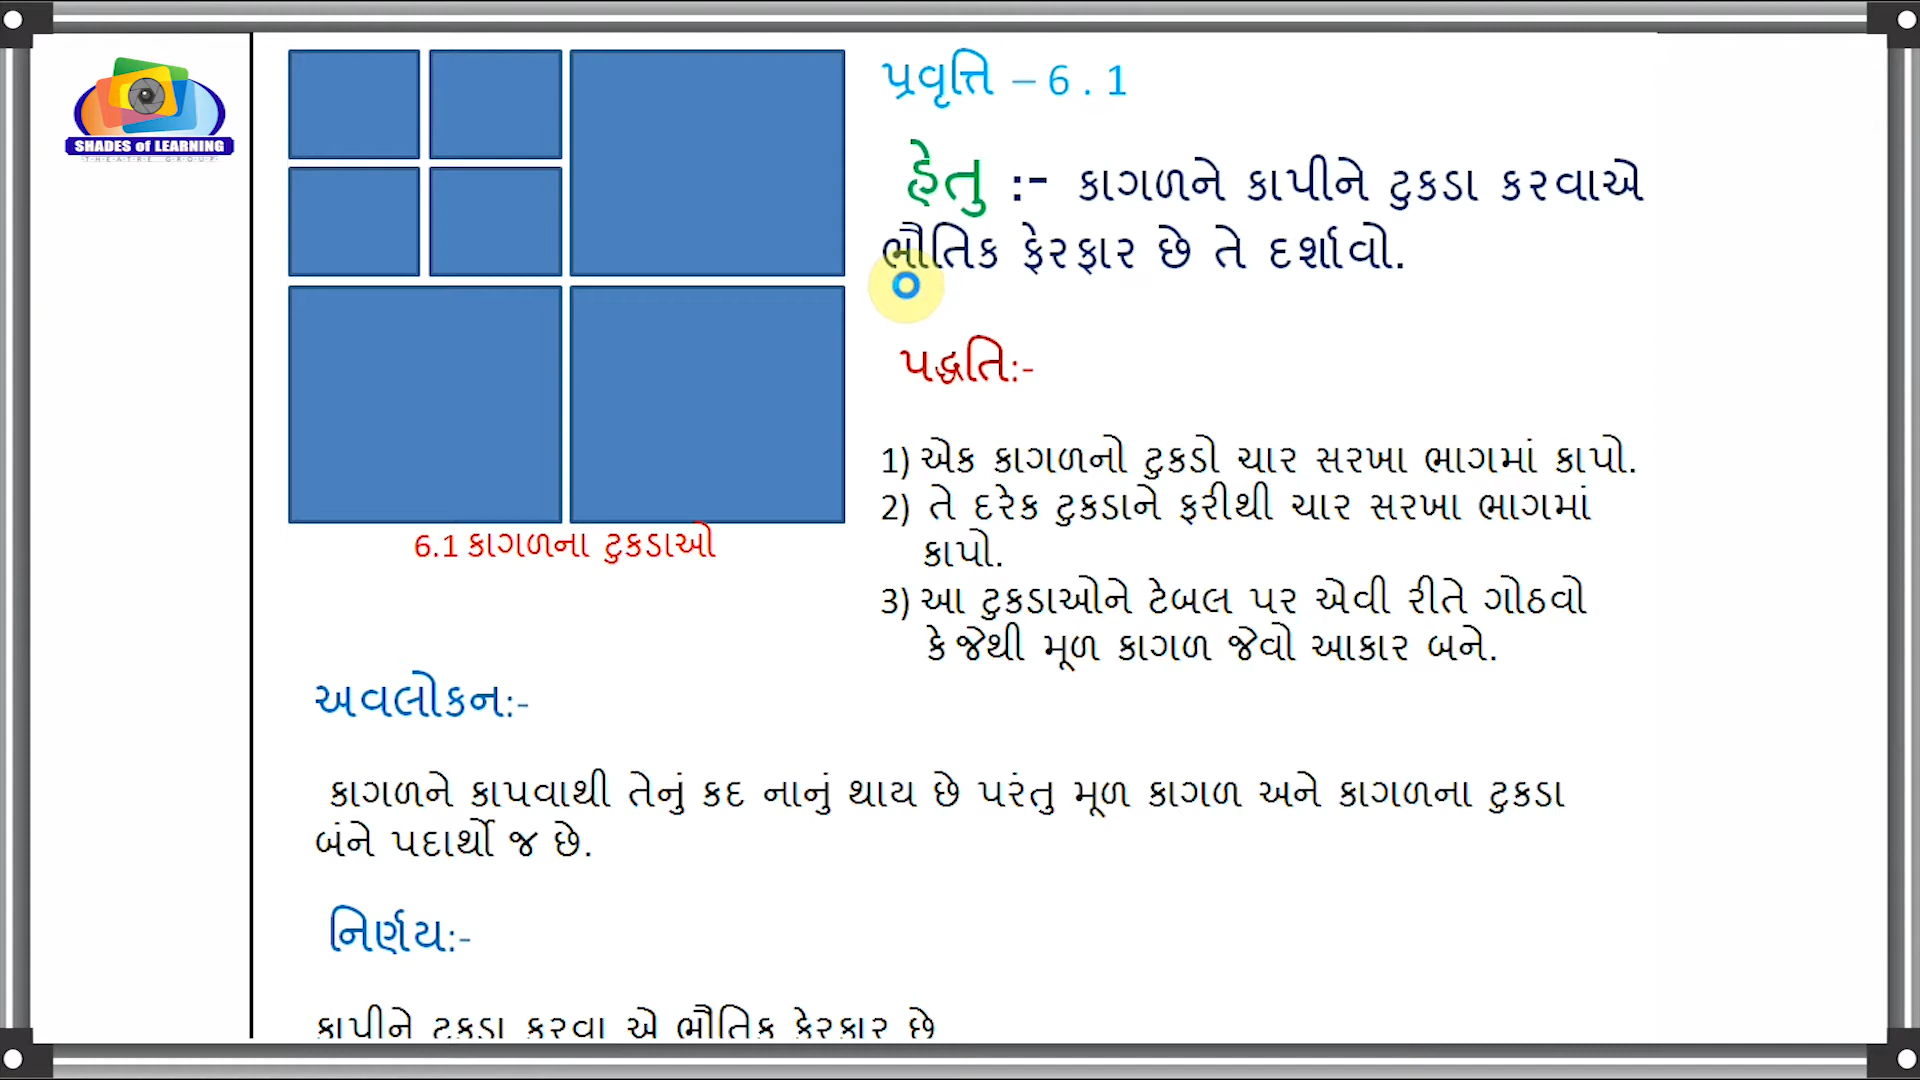 SHADES of LEARNING
THEATRE GROUP
પ્રવૃત્તિ – 6 . 1
હેતુ :- કાગળને કાપીને ટુકડા કરવાએ
ભૌતિક ફેરફાર છે તે દર્શાવો.
પદ્ધતિ:-
1) એક કાગળનો ટુકડો ચાર સરખા ભાગમાં કાપો.
2) તે દરેક ટુકડાને ફરીથી ચાર સરખા ભાગમાં
કાપો.
3) આ ટુકડાઓને ટેબલ પર એવી રીતે ગોઠવો
કે જેથી મૂળ કાગળ જેવો આકાર બને.
6.1 કાગળના ટુકડાઓ
અવલોકન:-
કાગળને કાપવાથી તેનું કદ નાનું થાય છે પરંતુ મૂળ કાગળ અને કાગળના ટુકડા
બંને પદાર્થો જ છે.
નિર્ણય:-
કાપીને ટુકડા કરવા એ ભૌતિક ફેરફાર છે